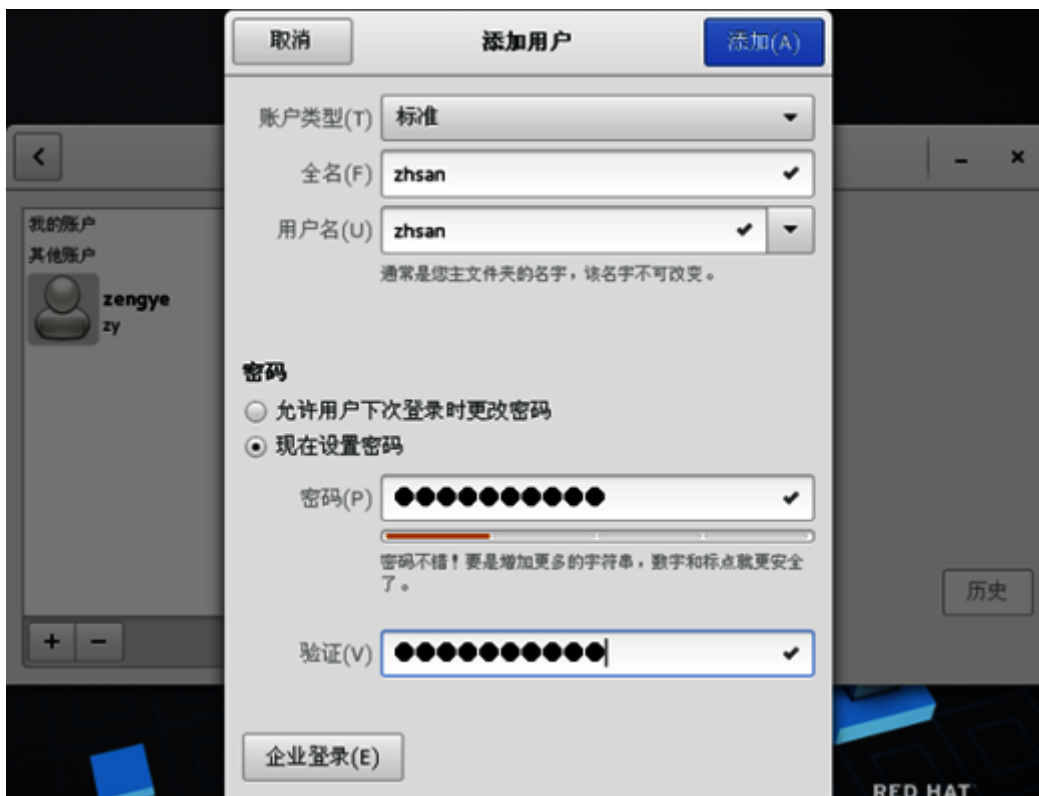 取消
添加用户
添加(A)
账户类型(T)
标准
全名(F)
zhsan
用户名(U)
zhsan
通常是您主文件夹的名字，该名字不可改变。
我的账户
其他账户
zengye
zy
密码
允许用户下次登录时更改密码
现在设置密码
密码(P)
●●●●●●●●●●
密码不错！要是增加更多的字符串，数字和标点就更安全
了。
历史
验证(V)
●●●●●●●●●●
企业登录(E)
RED HAT